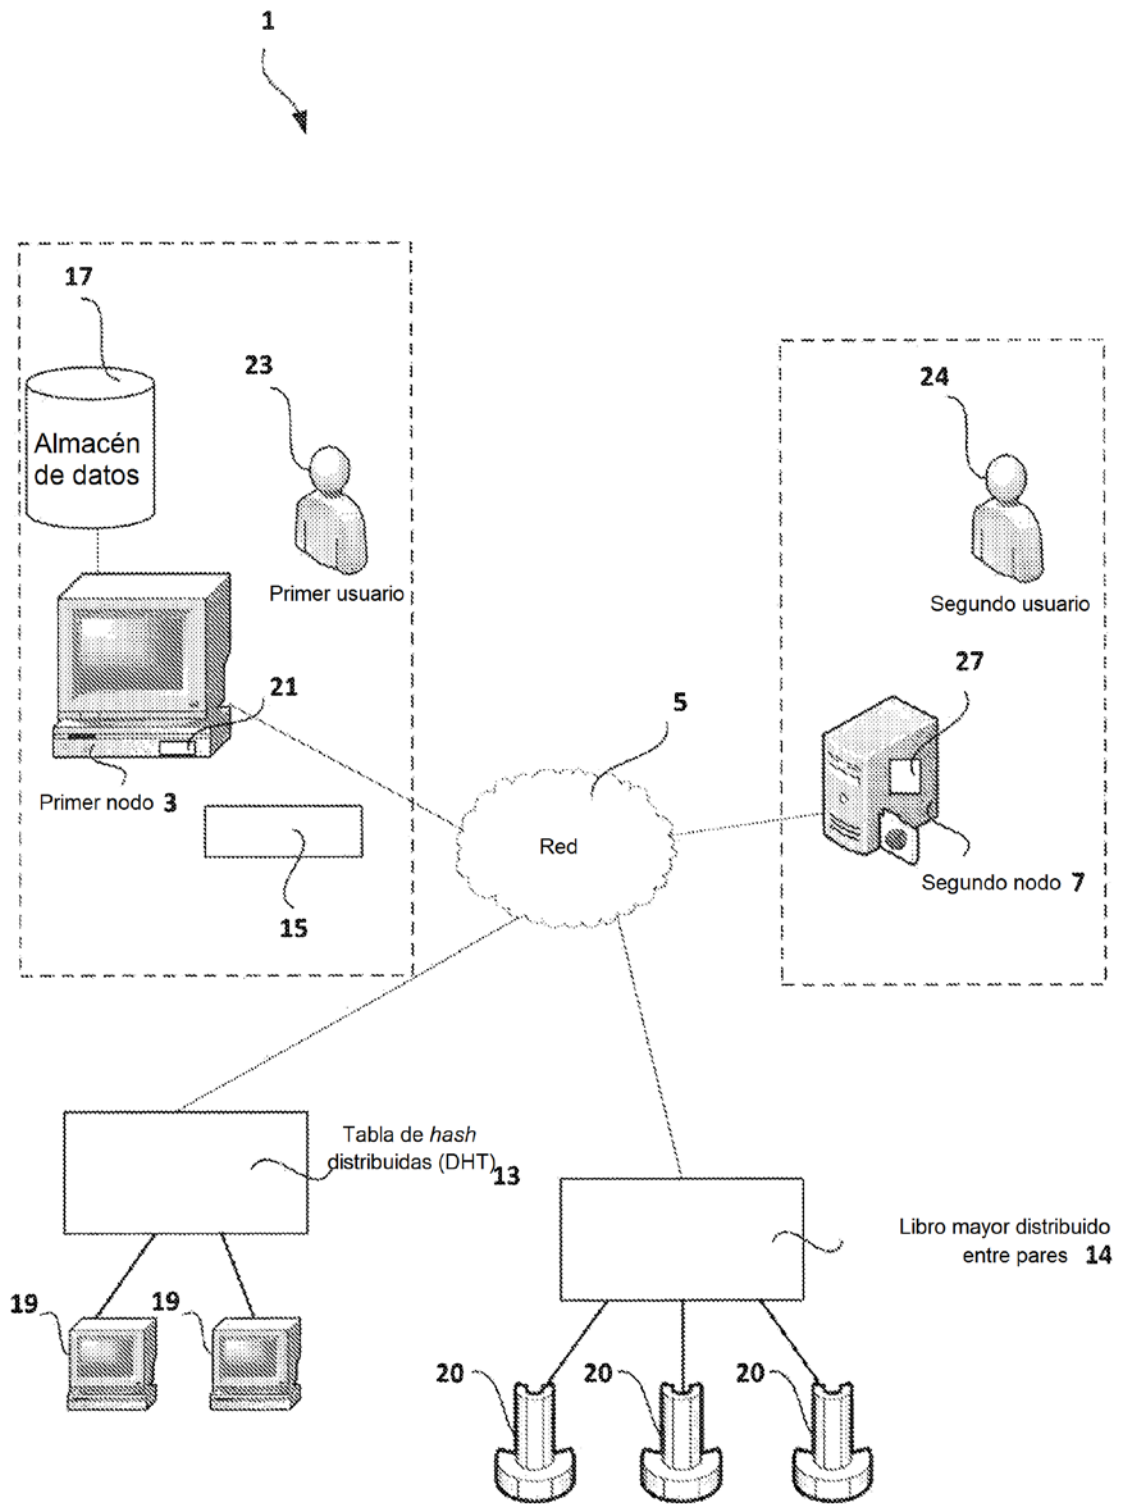 1
17
23
24
Almacén
de datos
Primer usuario
Segundo usuario
21
27
5
Primer nodo 3
Red
Segundo nodo 7
15
Tabla de hash
distribuidas (DHT) 13
Libro mayor distribuido
entre pares 14
19
19
20
20
20